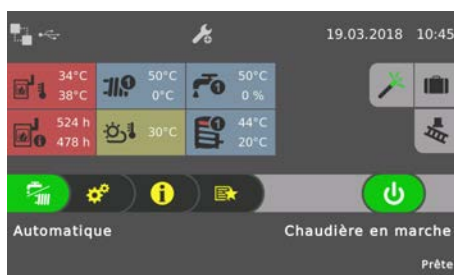 19.03.2018 10:45
34°C 50°C 50°C
38°C 0°C 0 %
524 h 30°C 44°C
478 h 20°C
Automatique Chaudière en marche
Prête